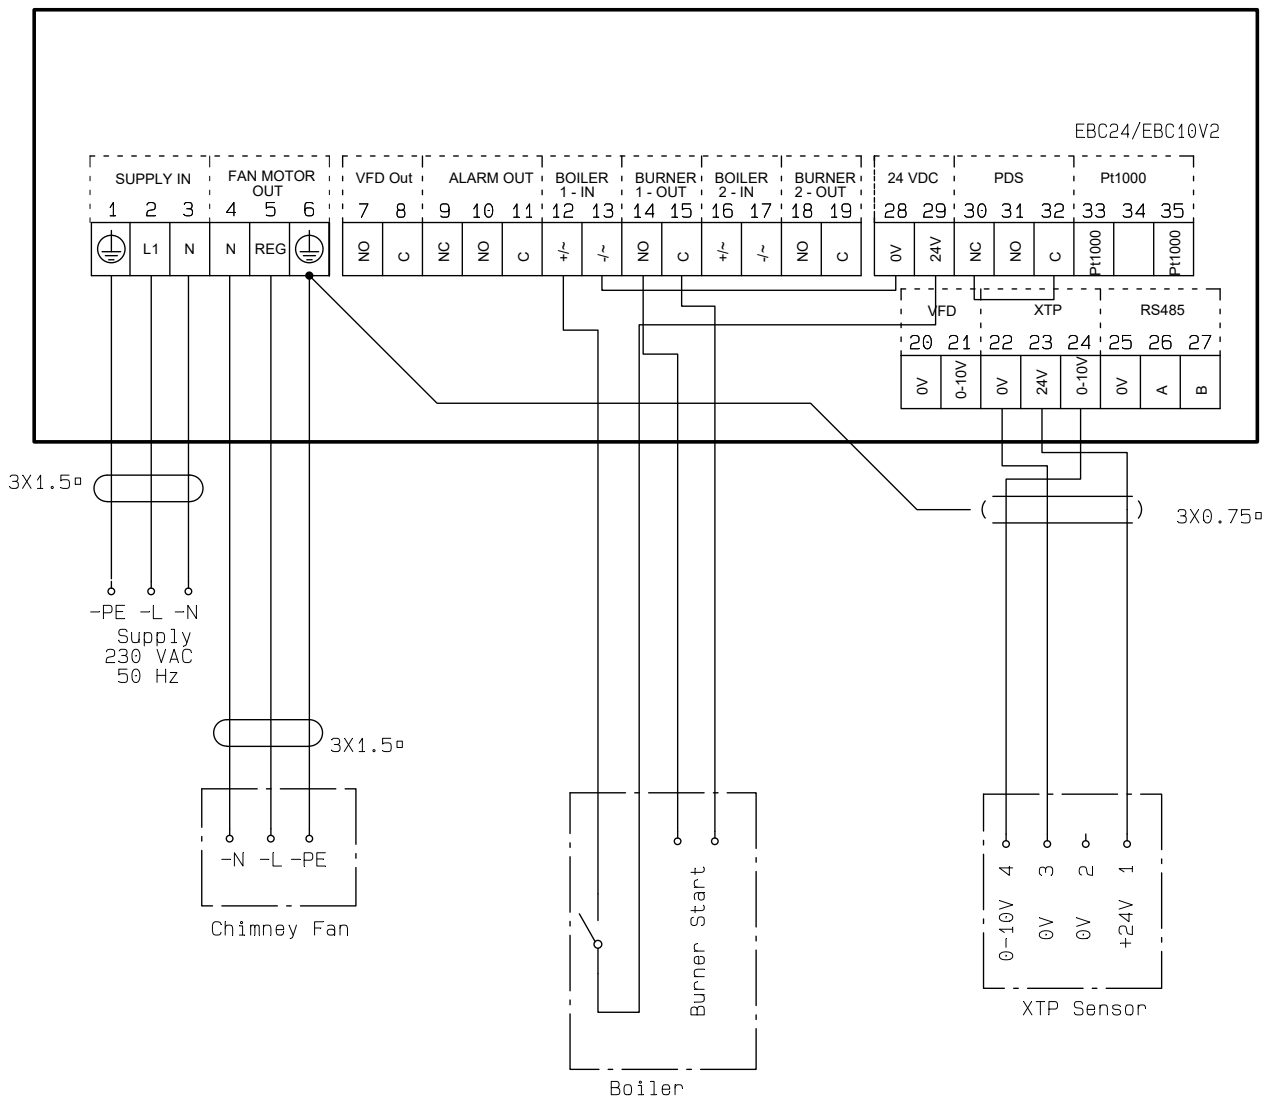 EBC24/EBC10V2
SUPPLY IN
FAN MOTOR
OUT
VFD Out
ALARM OUT
BOILER
1 - IN
BURNER
1 - OUT
BOILER
2 - IN
BURNER
2 - OUT
24 VDC
PDS
Pt1000
1 2 3 4 5 6 7 8 9 10 11 12 13 14 15 16 17 18 19 28 29 30 31 32 33 34 35
L1 N N REG NO C NC NO C +/~ -/~ NO C +/~ -/~ NO C 0V 24V NC NO C Pt1000 Pt1000
VFD
XTP
RS485
20 21 22 23 24 25 26 27
0V 0-10V 0V 24V 0-10V 0V A B
3X1.5▫
3X0.75▫
-PE -L -N
Supply
230 VAC
50 Hz
3X1.5▫
-N -L -PE
Chimney Fan
Burner Start
Boiler
4 3 2 1
0-10V 0V 0V +24V
XTP Sensor